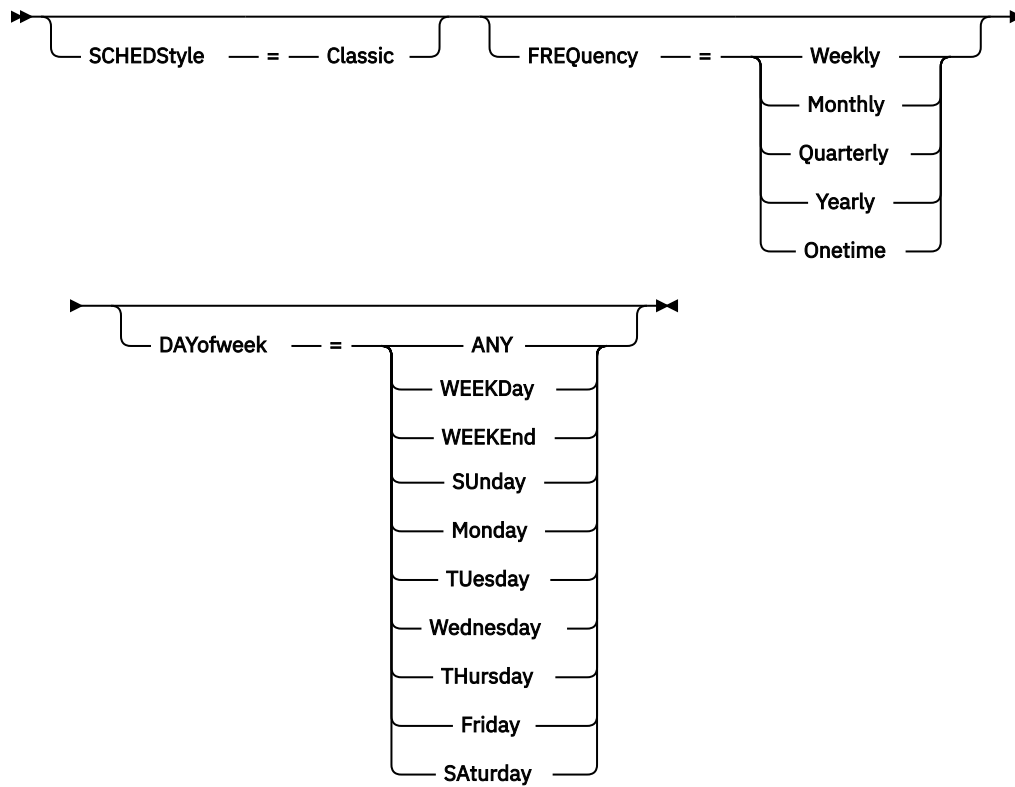 SCHEDStyle = Classic FREQuency = Weekly
Monthly
Quarterly
Yearly
Onetime
DAYofweek = ANY
WEEKDay
WEEKEnd
SUnday
Monday
TUesday
Wednesday
THursday
Friday
SAturday